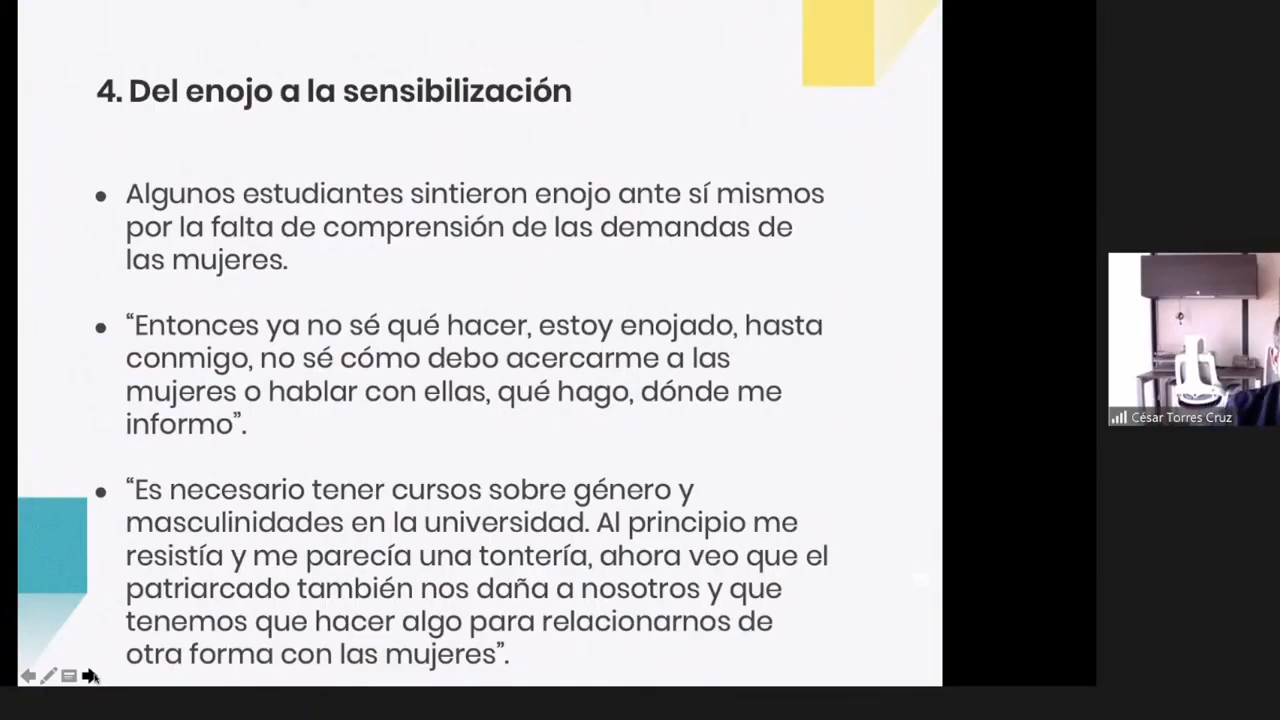 4. Del enojo a la sensibilización
● Algunos estudiantes sintieron enojo ante sí mismos
por la falta de comprensión de las demandas de
las mujeres.
● “Entonces ya no sé qué hacer, estoy enojado, hasta
conmigo, no sé cómo debo acercarme a las
mujeres o hablar con ellas, qué hago, dónde me
informo”.
● “Es necesario tener cursos sobre género y
masculinidades en la universidad. Al principio me
resistía y me parecía una tontería, ahora veo que el
patriarcado también nos daña a nosotros y que
tenemos que hacer algo para relacionarnos de
otra forma con las mujeres”.
César Torres Cruz